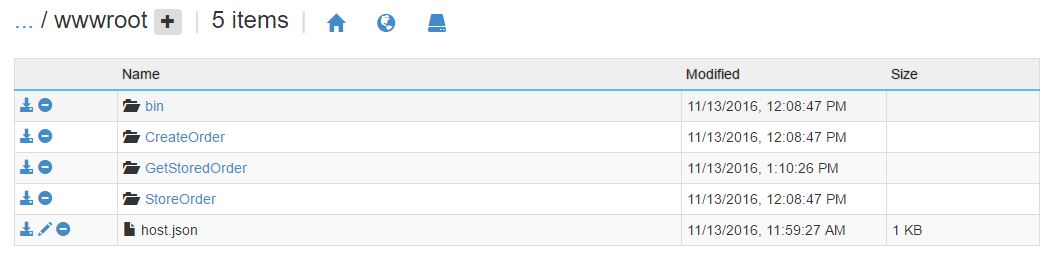 ... / wwwroot | 5 items |
Name Modified Size
bin 11/13/2016, 12:08:47 PM
CreateOrder 11/13/2016, 12:08:47 PM
GetStoredOrder 11/13/2016, 1:10:26 PM
StoreOrder 11/13/2016, 12:08:47 PM
host.json 11/13/2016, 11:59:27 AM 1 KB